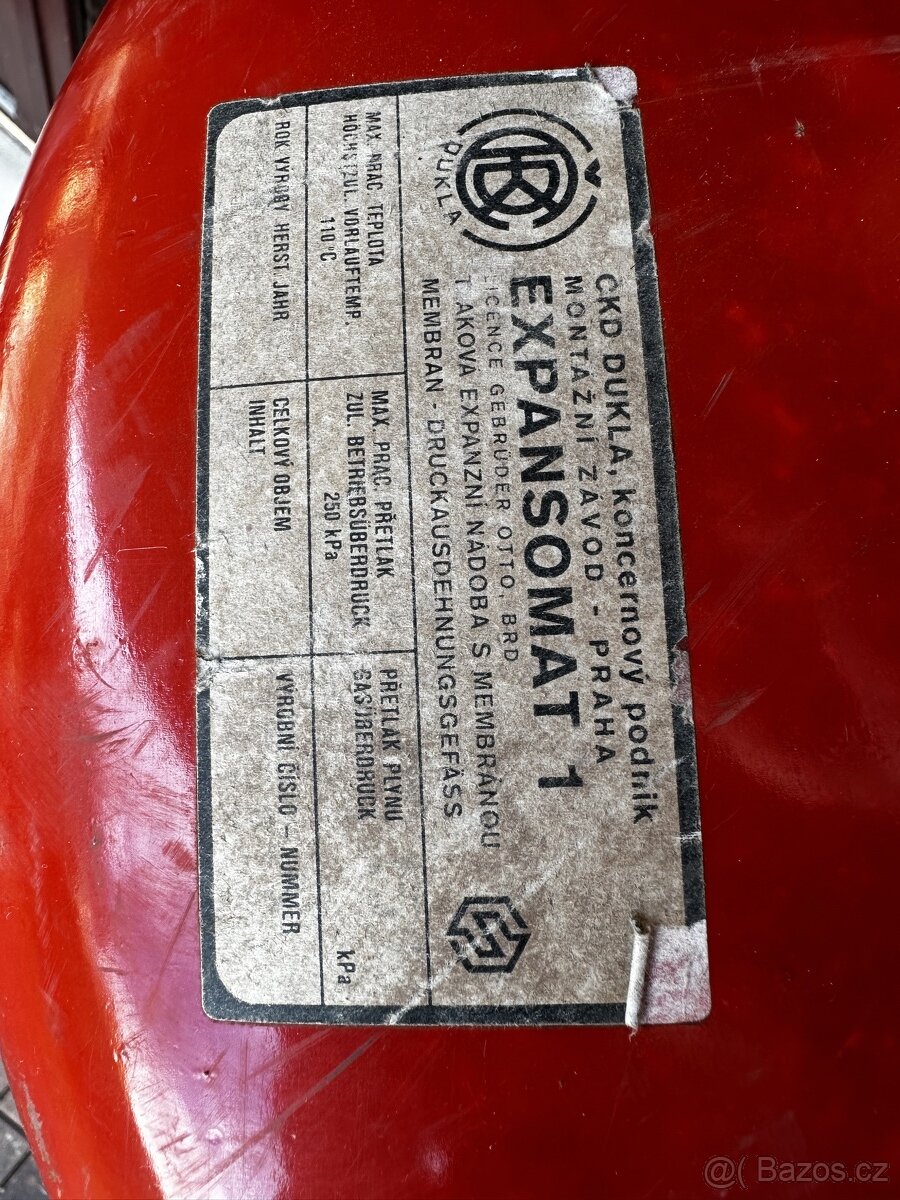 ČKD DUKLA, koncernový podnik
MONTAŽNÍ ZÁVOD - PRAHA
EXPANSOMAT 1
LICENCE GEBRÜDER OTTO, BRD
TLAKOVÁ EXPANZNÍ NÁDOBA S MEMBRÁNOU
MEMBRAN - DRUCKAUSDEHNUNGSGEFÄSS
ČKD
DUKLA
MAX. PRAC. TEPLOTA
HÖCHSTZUL. VORLAUFTEMP.
110°C
MAX. PRAC. PŘETLAK
ZUL. BETRIEBSÜBERDRUCK
250 kPa
PŘETLAK PLYNU
GASÜBERDRUCK
kPa
ROK VÝROBY HERST. JAHR
CELKOVÝ OBJEM
INHALT
VÝROBNÍ ČÍSLO - NUMMER
@( Bazos.cz